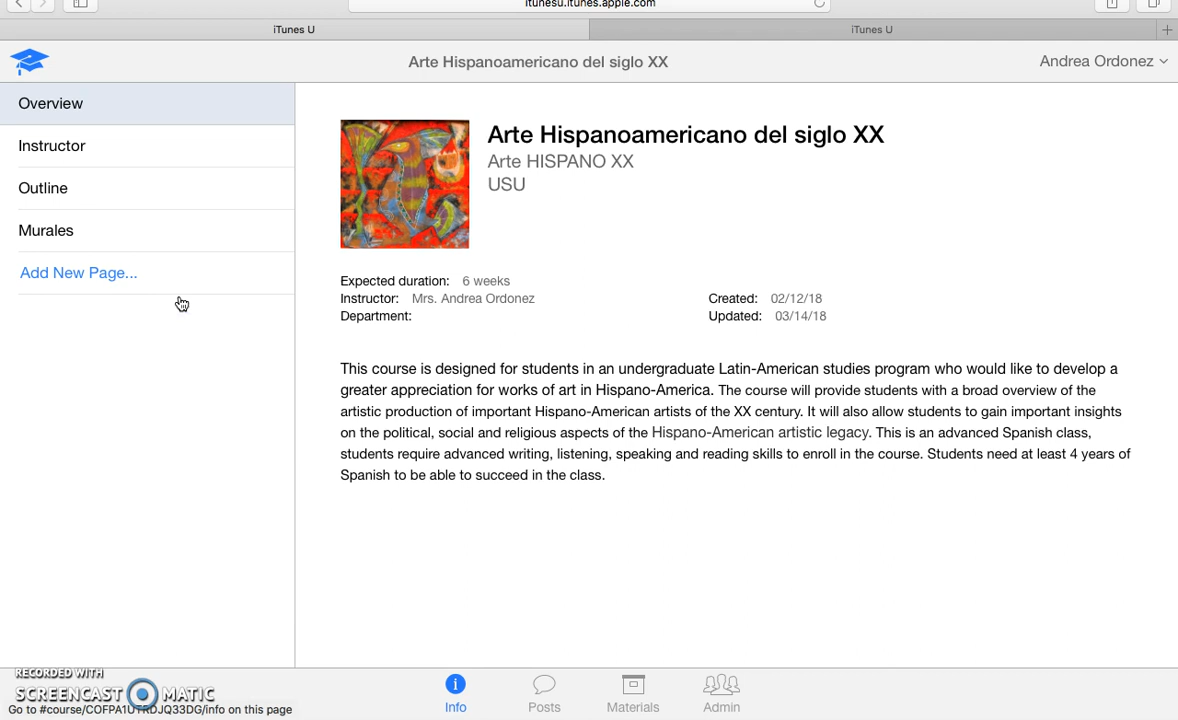 itunesu.itunes.apple.com
iTunes U
iTunes U
Arte Hispanoamericano del siglo XX
Andrea Ordonez
Overview
Instructor
Outline
Murales
Add New Page...
Arte Hispanoamericano del siglo XX
Arte HISPANO XX
USU
Expected duration: 6 weeks
Instructor: Mrs. Andrea Ordonez
Created: 02/12/18
Department:
Updated: 03/14/18
This course is designed for students in an undergraduate Latin-American studies program who would like to develop a
greater appreciation for works of art in Hispano-America. The course will provide students with a broad overview of the
artistic production of important Hispano-American artists of the XX century. It will also allow students to gain important insights
on the political, social and religious aspects of the Hispano-American artistic legacy. This is an advanced Spanish class,
students require advanced writing, listening, speaking and reading skills to enroll in the course. Students need at least 4 years of
Spanish to be able to succeed in the class.
RECORDED WITH
SCREENCAST MATIC
Go to #course/ on this page
Info
Posts
Materials
Admin